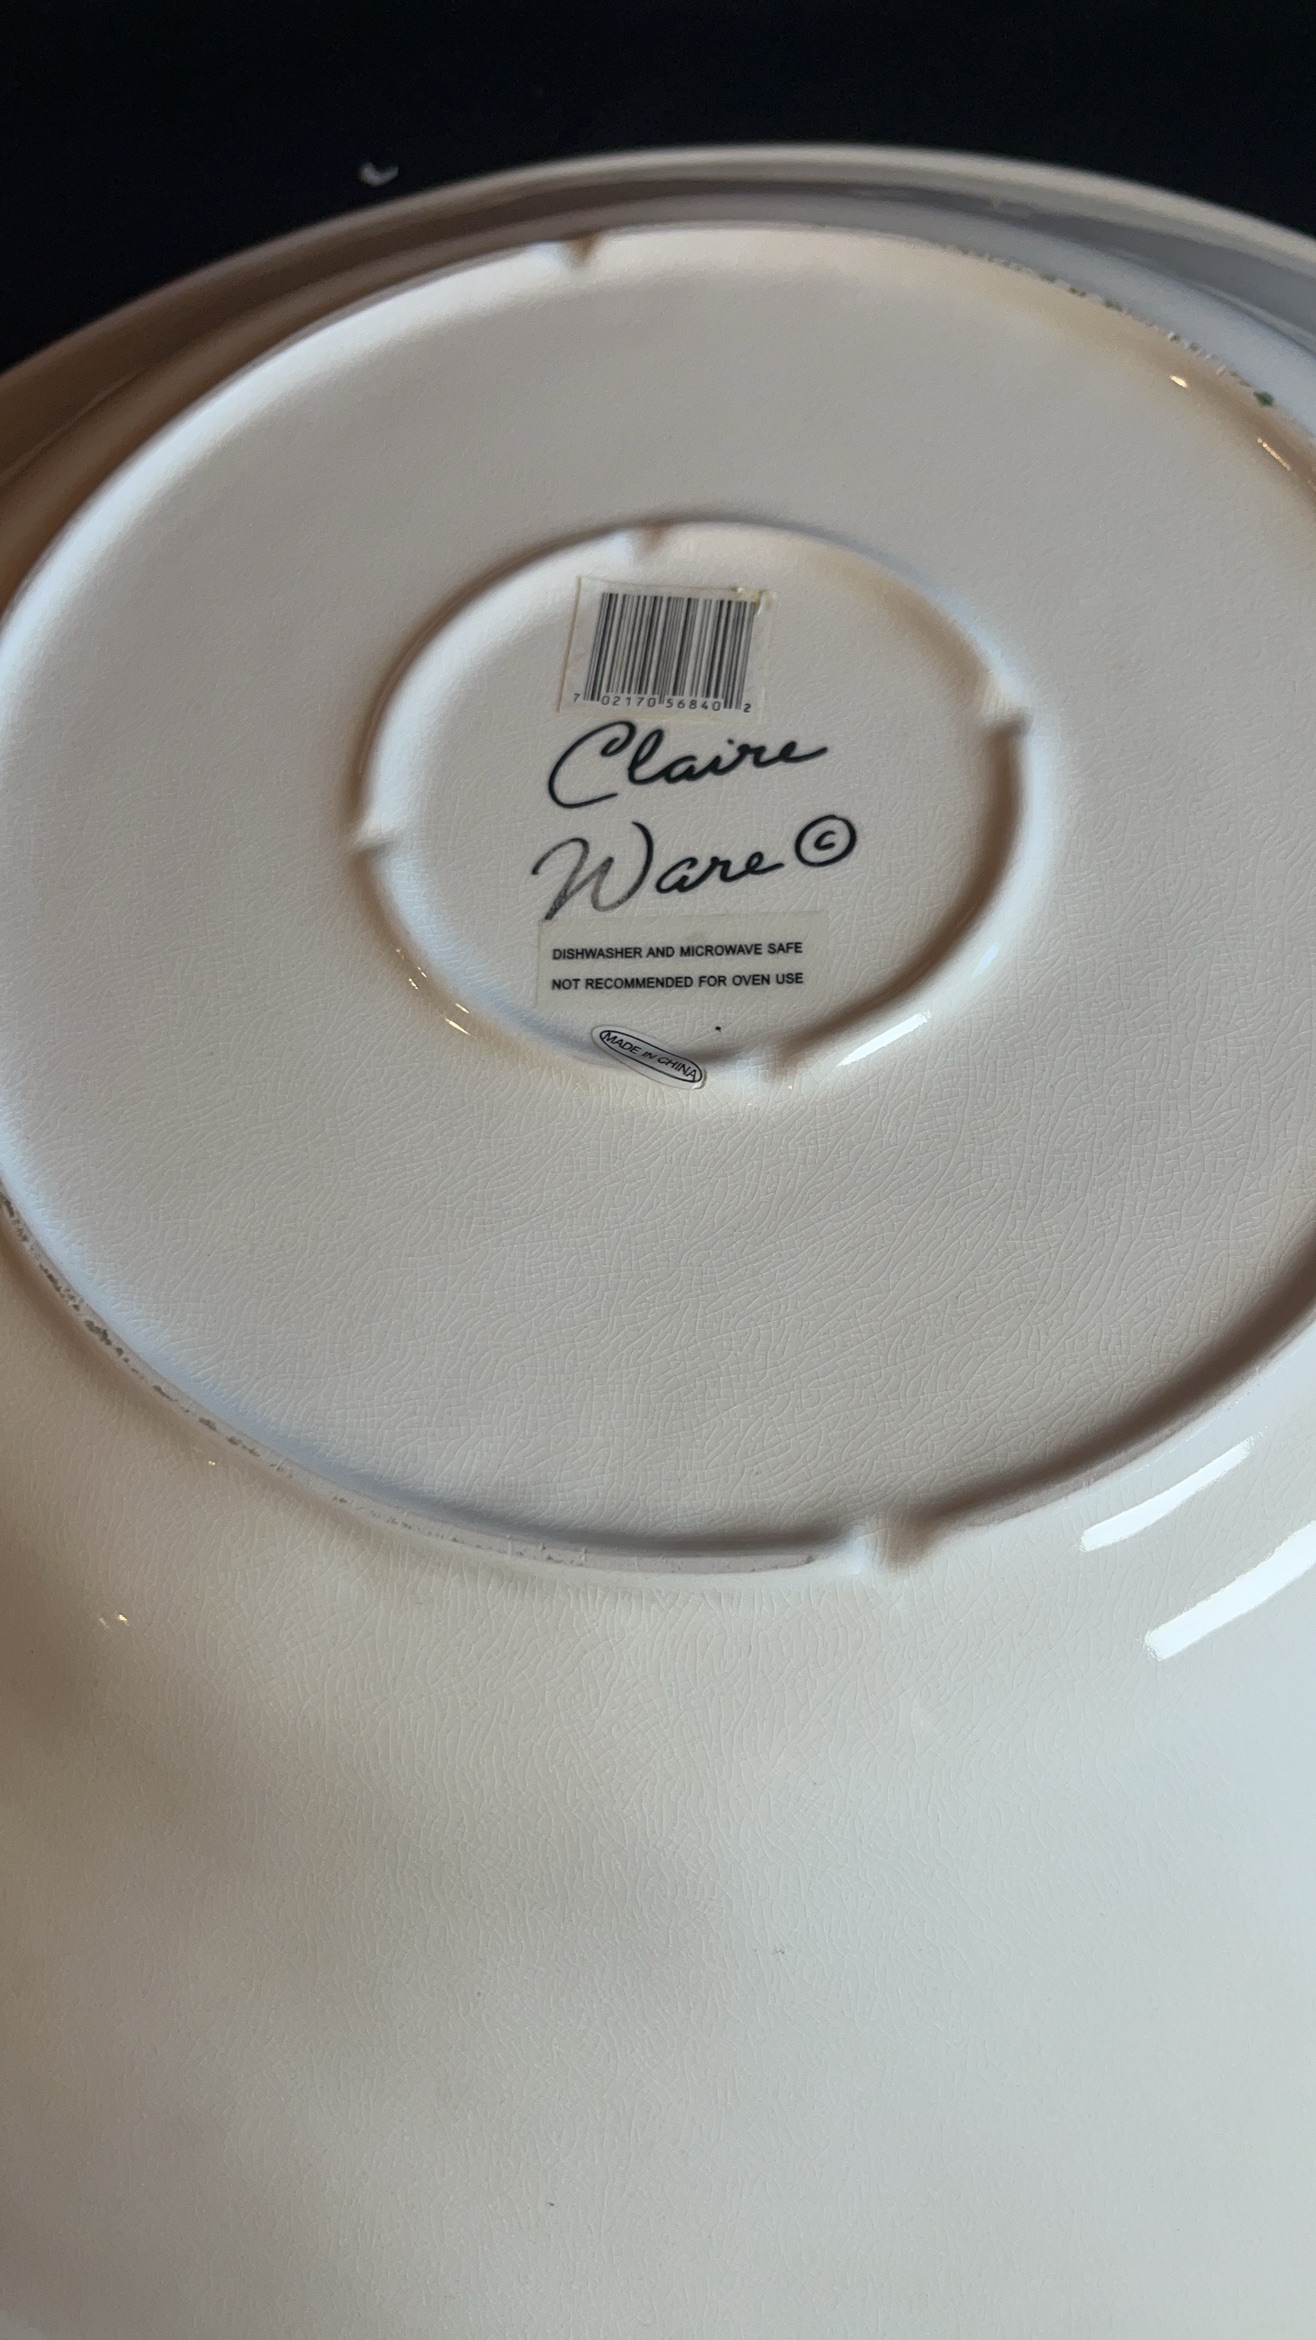 7 02170 56840 2
Claire
Ware ©
DISHWASHER AND MICROWAVE SAFE
NOT RECOMMENDED FOR OVEN USE
MADE IN CHINA